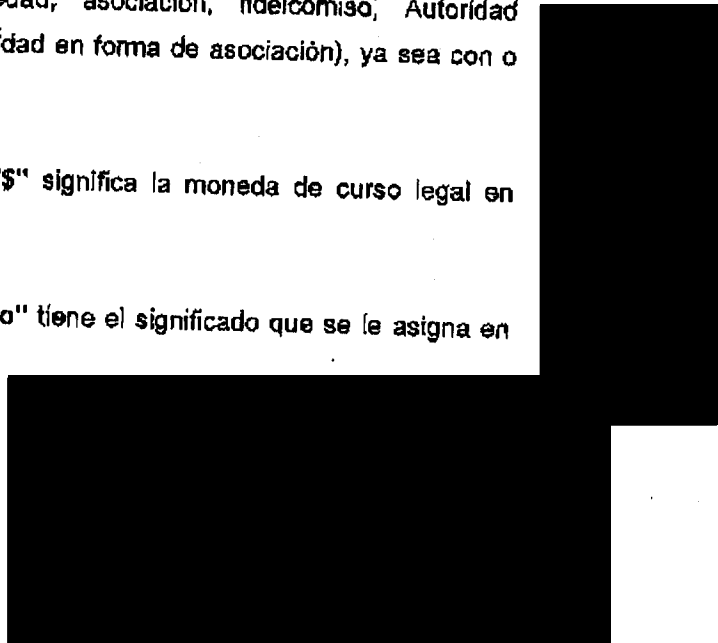 asociación, fideicomiso, Autoridad
dad en forma de asociación), ya sea con o
$" significa la moneda de curso legal en
o" tiene el significado que se le asigna en